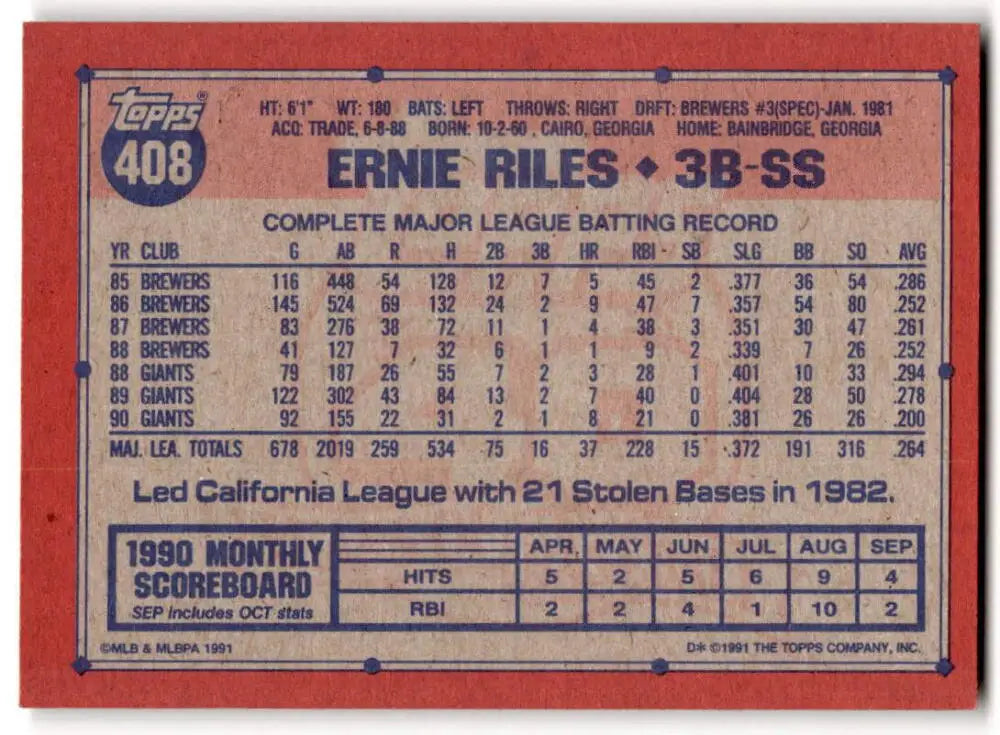 topps®
408
HT: 6'1" WT: 180 BATS: LEFT THROWS: RIGHT DRFT: BREWERS #3(SPEC)-JAN. 1981
ACQ: TRADE, 6-8-88 BORN: 10-2-60 , CAIRO, GEORGIA HOME: BAINBRIDGE, GEORGIA
ERNIE RILES ◆ 3B-SS
COMPLETE MAJOR LEAGUE BATTING RECORD
YR CLUB G AB R H 2B 3B HR RBI SB SLG BB SO AVG
85 BREWERS 116 448 54 128 12 7 5 45 2 .377 36 54 .286
86 BREWERS 145 524 69 132 24 2 9 47 7 .357 54 80 .252
87 BREWERS 83 276 38 72 11 1 4 38 3 .351 30 47 .261
88 BREWERS 41 127 7 32 6 1 1 9 2 .339 7 26 .252
88 GIANTS 79 187 26 55 7 2 3 28 1 .401 10 33 .294
89 GIANTS 122 302 43 84 13 2 7 40 0 .404 28 50 .278
90 GIANTS 92 155 22 31 2 1 8 21 0 .381 26 26 .200
MAJ. LEA. TOTALS 678 2019 259 534 75 16 37 228 15 .372 191 316 .264
Led California League with 21 Stolen Bases in 1982.
1990 MONTHLY
SCOREBOARD
SEP includes OCT stats
APR. MAY JUN JUL AUG SEP
HITS 5 2 5 6 9 4
RBI 2 2 4 1 10 2
©MLB & MLBPA 1991
D* ©1991 THE TOPPS COMPANY, INC.